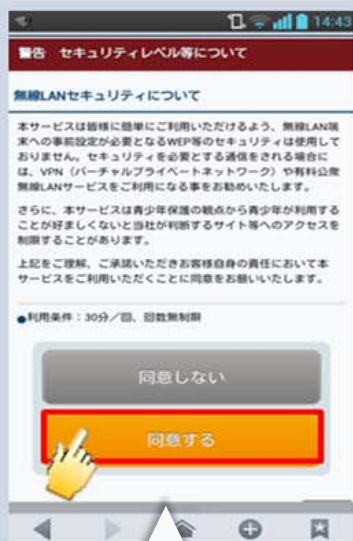 14:43
警告 セキュリティレベル等について
無線LANセキュリティについて
本サービスは皆様に簡単にご利用いただけるよう、無線LAN端
末への事前設定が必要となるWEP等のセキュリティは使用して
おりません。セキュリティを必要とする通信をされる場合に
は、VPN（バーチャルプライベートネットワーク）や有料公衆
無線LANサービスをご利用になる事をお勧めいたします。
さらに、本サービスは青少年保護の観点から青少年が利用する
ことが好ましくないと当社が判断するサイト等へのアクセスを
制限することがあります。
上記をご理解、ご承諾いただきお客様自身の責任において本
サービスをご利用いただくことに同意をお願いいたします。
●利用条件：30分／回、回数無制限
同意しない
同意する